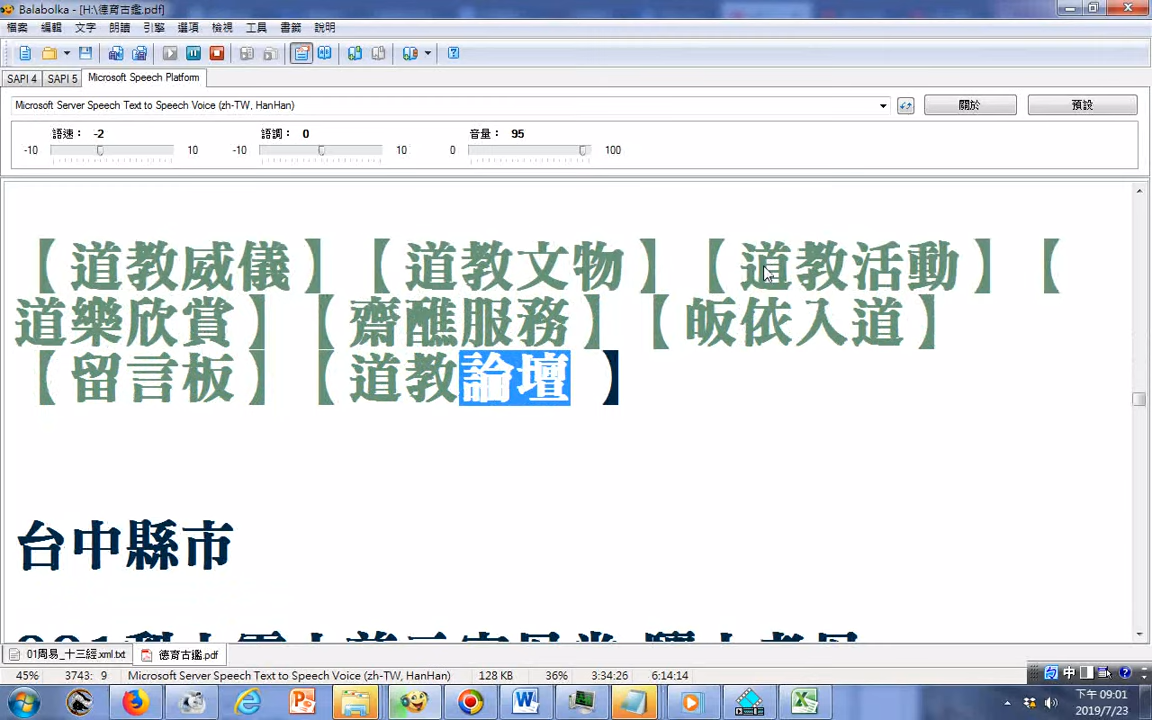 Balabolka - [H:\德育古鑑.pdf]
檔案 編輯 文字 朗讀 引擎 選項 檢視 工具 書籤 說明
SAPI 4 SAPI 5 Microsoft Speech Platform
Microsoft Server Speech Text to Speech Voice (zh-TW, HanHan) 關於 預設
語速： -2 語調： 0 音量： 95
-10 10 -10 10 0 100
【道教威儀】【道教文物】【道教活動】【
道樂欣賞】【齋醮服務】【皈依入道】
【留言板】【道教論壇 】
台中縣市
01周易_十三經.xml.txt 德育古鑑.pdf
45% 3743: 9 Microsoft Server Speech Text to Speech Voice (zh-TW, HanHan) 128 KB 36% 3:34:26 6:14:14
中
下午 09:01
2019/7/23